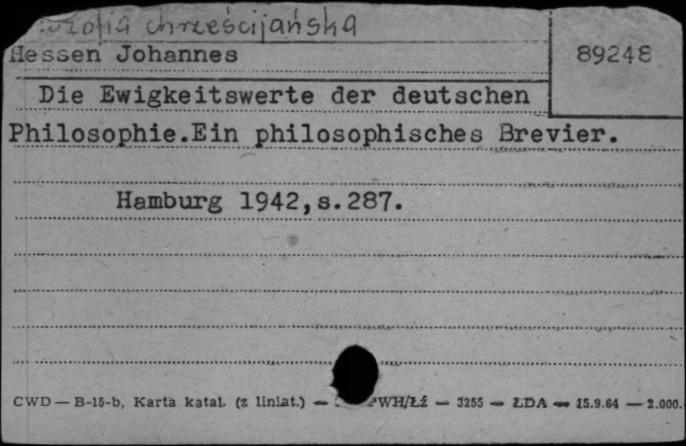 chrześcijańska
Hessen Johannes
89248
Die Ewigkeitswerte der deutschen
Philosophie.Ein philosophisches Brevier.
Hamburg 1942,s.287.
CWD — B-15-b, Karta katal. (z liniat.) — PWH/Łź — 3255 — ŁDA — 15.9.64 — 2.000.